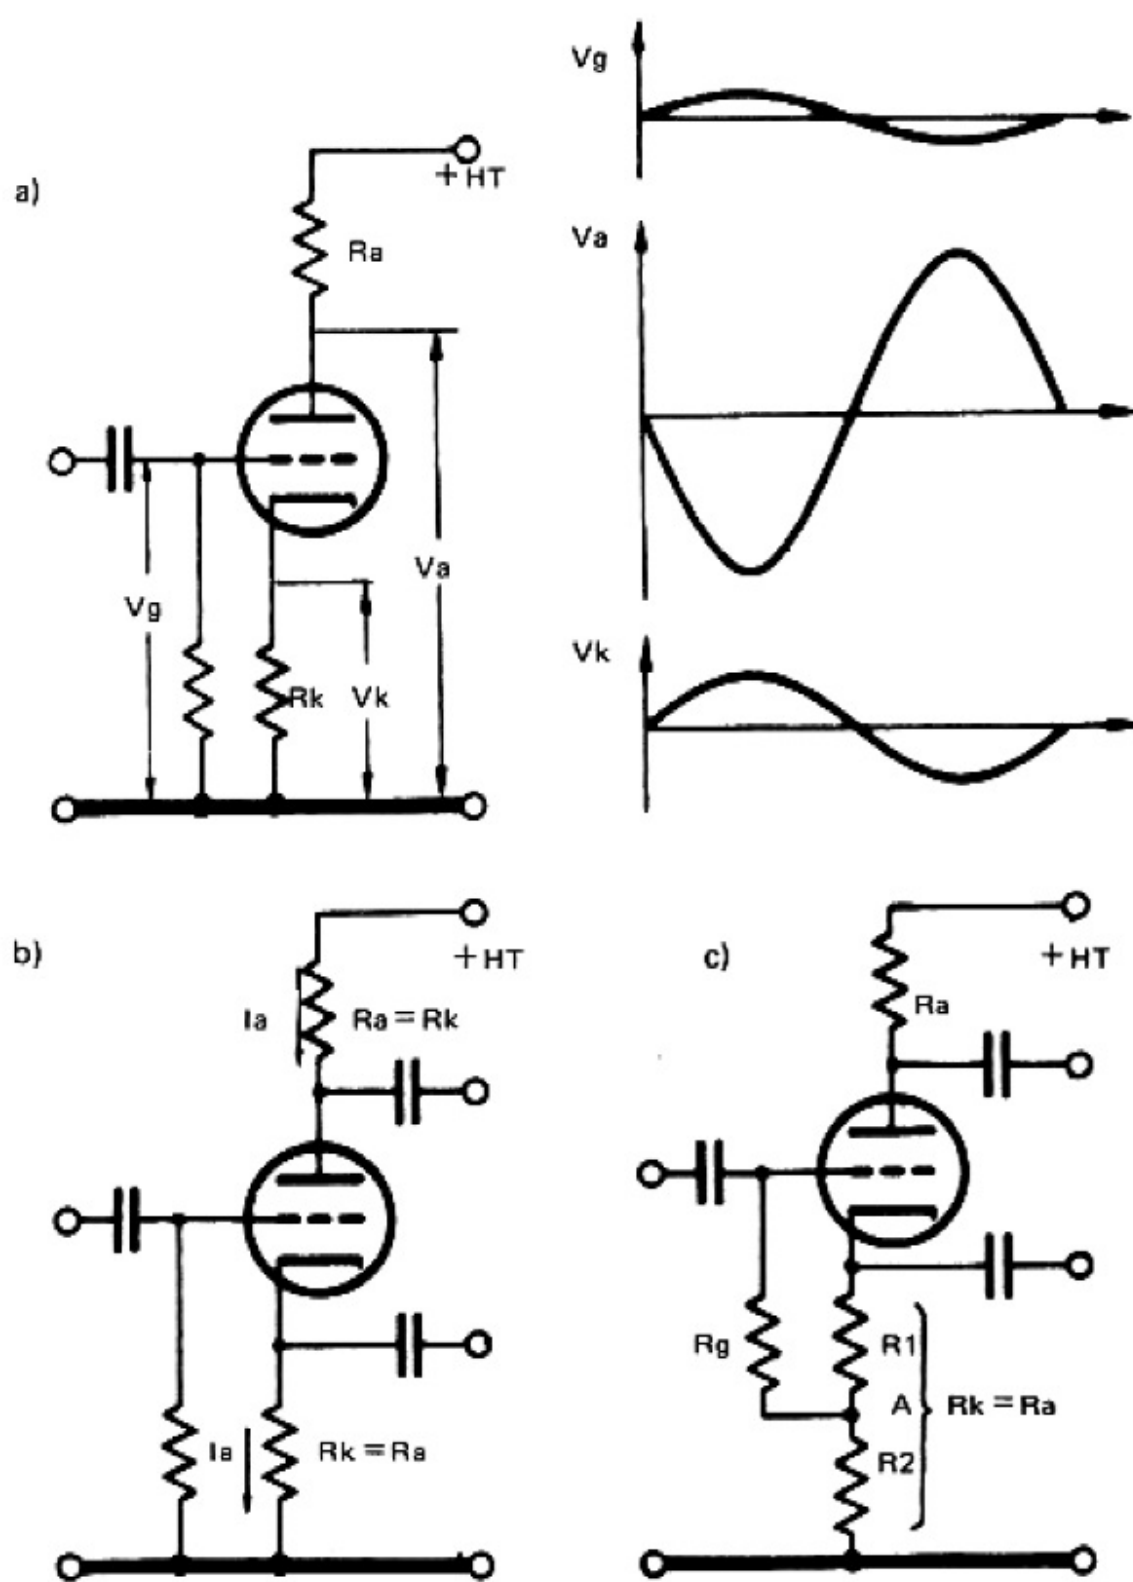 a)
+ HT
Ra
Vg
Rk
Vk
Va
Vg
Va
Vk
b)
+ HT
Ia
Ra = Rk
Ia
Rk = Ra
c)
+ HT
Ra
Rg
R1
A
R2
Rk = Ra